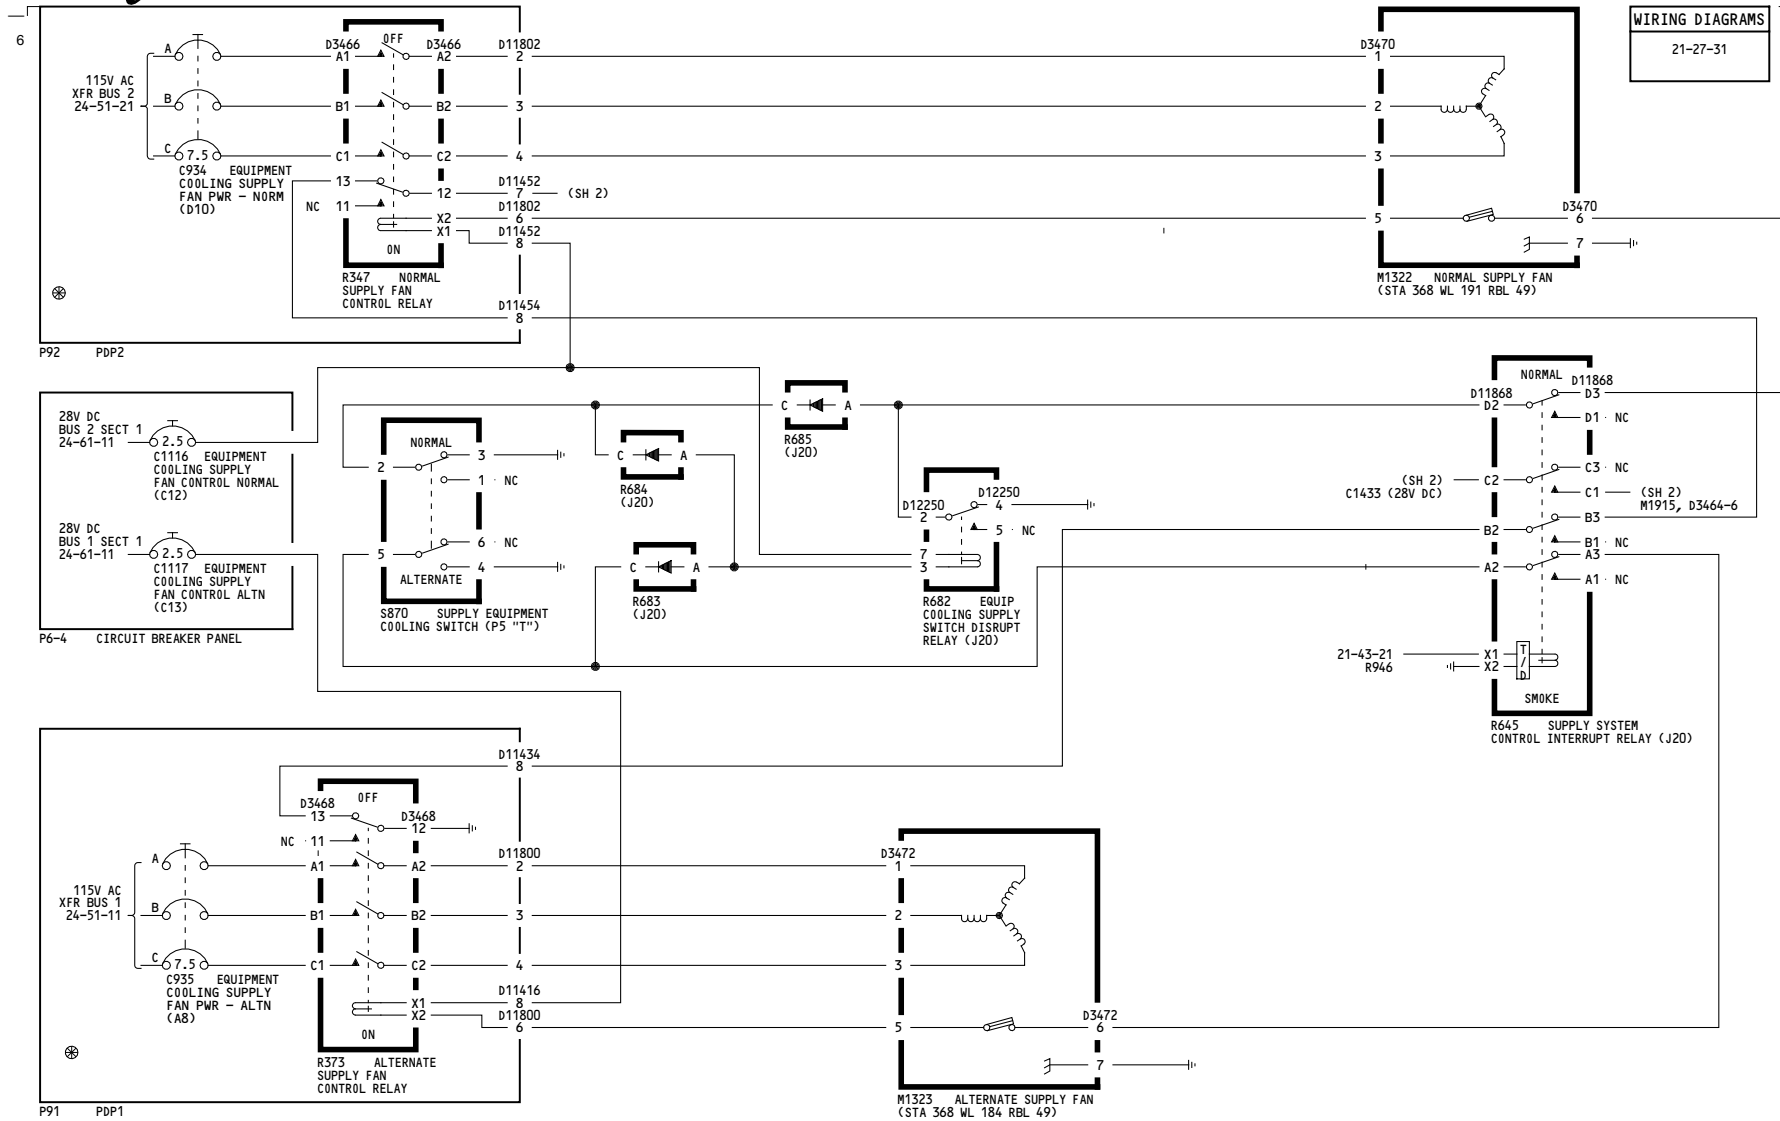 6
WIRING DIAGRAMS
21-27-31
OFF
D3466
D3466
D11802
D3470
A
A1
A2
2
1
115V AC
XFR BUS 2
24-51-21
B
B1
B2
3
2
C
7.5
C1
C2
4
3
C934 EQUIPMENT
COOLING SUPPLY
FAN PWR - NORM
(D10)
13
12
D11452
7
(SH 2)
NC 11
X2
D11802
6
5
D3470
6
X1
D11452
8
7
ON
R347 NORMAL
SUPPLY FAN
CONTROL RELAY
M1322 NORMAL SUPPLY FAN
(STA 368 WL 191 RBL 49)
D11454
8
P92 PDP2
28V DC
BUS 2 SECT 1
24-61-11
2.5
C1116 EQUIPMENT
COOLING SUPPLY
FAN CONTROL NORMAL
(C12)
28V DC
BUS 1 SECT 1
24-61-11
2.5
C1117 EQUIPMENT
COOLING SUPPLY
FAN CONTROL ALTN
(C13)
P6-4 CIRCUIT BREAKER PANEL
NORMAL
2
3
1 NC
5
6 NC
4
ALTERNATE
S870 SUPPLY EQUIPMENT
COOLING SWITCH (P5 "T")
C A
R685
(J20)
C A
R684
(J20)
C A
R683
(J20)
D12250
D12250
2
4
5 NC
7
3
R682 EQUIP
COOLING SUPPLY
SWITCH DISRUPT
RELAY (J20)
NORMAL
D11868
D11868
D2
D3
D1 NC
(SH 2)
C1433 (28V DC)
C2
C3 NC
C1
(SH 2)
M1915, D3464-6
B2
B3
B1 NC
A2
A3
A1 NC
21-43-21
R946
X1
X2
T
/
D
SMOKE
R645 SUPPLY SYSTEM
CONTROL INTERRUPT RELAY (J20)
D11434
8
OFF
D3468
D3468
13
12
NC 11
A
A1
A2
D11800
2
D3472
1
115V AC
XFR BUS 1
24-51-11
B
B1
B2
3
2
C
7.5
C1
C2
4
3
C935 EQUIPMENT
COOLING SUPPLY
FAN PWR - ALTN
(A8)
X1
D11416
8
X2
D11800
6
5
D3472
6
ON
7
R373 ALTERNATE
SUPPLY FAN
CONTROL RELAY
M1323 ALTERNATE SUPPLY FAN
(STA 368 WL 184 RBL 49)
P91 PDP1